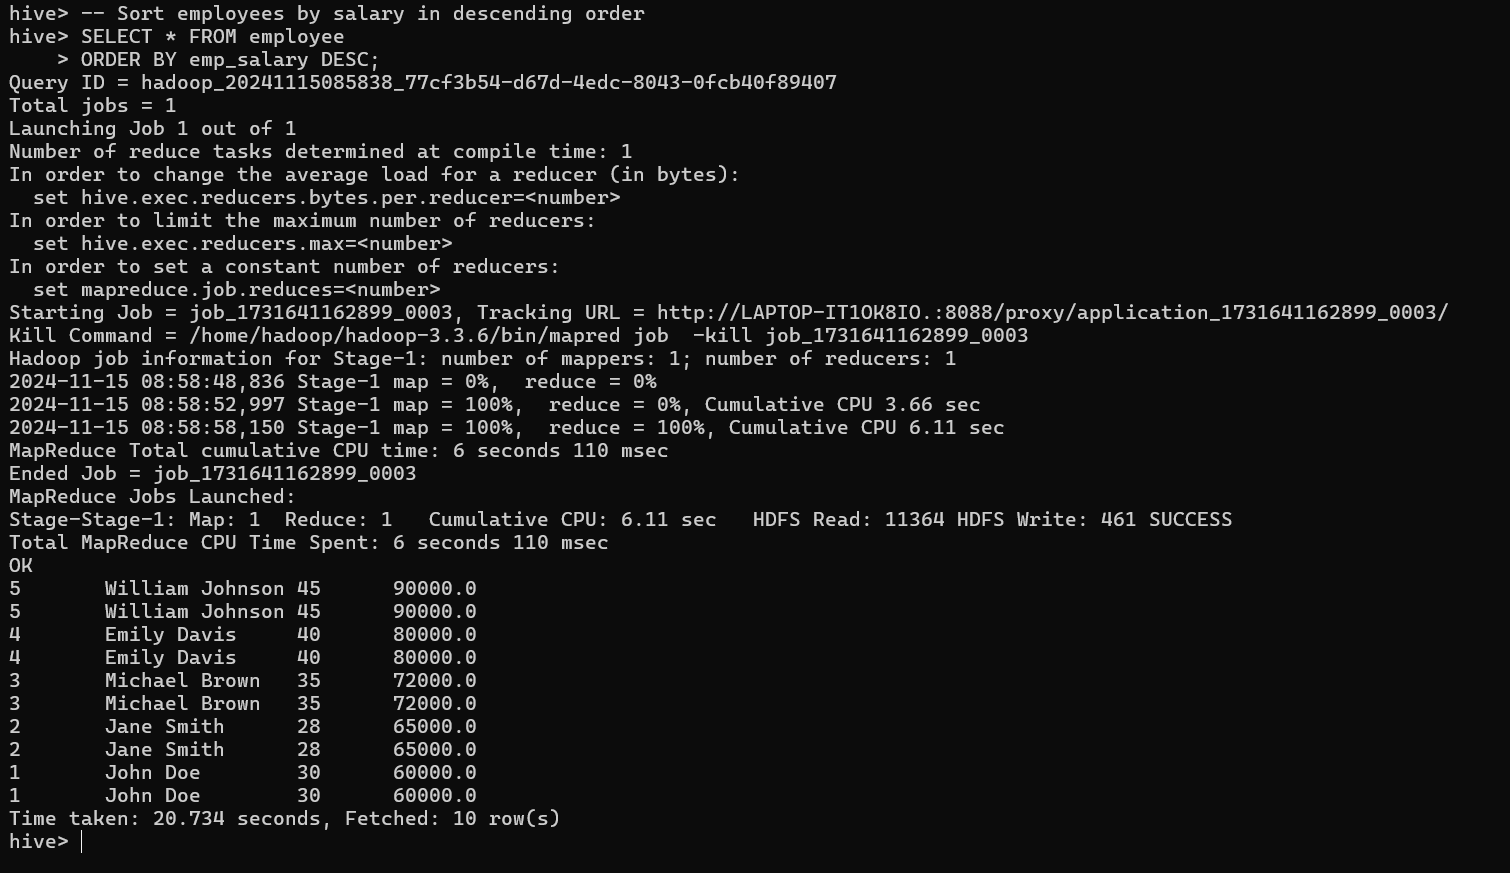 hive> -- Sort employees by salary in descending order
hive> SELECT * FROM employee
    > ORDER BY emp_salary DESC;
Query ID = hadoop_20241115085838_77cf3b54-d67d-4edc-8043-0fcb40f89407
Total jobs = 1
Launching Job 1 out of 1
Number of reduce tasks determined at compile time: 1
In order to change the average load for a reducer (in bytes):
  set hive.exec.reducers.bytes.per.reducer=<number>
In order to limit the maximum number of reducers:
  set hive.exec.reducers.max=<number>
In order to set a constant number of reducers:
  set mapreduce.job.reduces=<number>
Starting Job = job_1731641162899_0003, Tracking URL = http://LAPTOP-IT1OK8IO.:8088/proxy/application_1731641162899_0003/
Kill Command = /home/hadoop/hadoop-3.3.6/bin/mapred job  -kill job_1731641162899_0003
Hadoop job information for Stage-1: number of mappers: 1; number of reducers: 1
2024-11-15 08:58:48,836 Stage-1 map = 0%,  reduce = 0%
2024-11-15 08:58:52,997 Stage-1 map = 100%,  reduce = 0%, Cumulative CPU 3.66 sec
2024-11-15 08:58:58,150 Stage-1 map = 100%,  reduce = 100%, Cumulative CPU 6.11 sec
MapReduce Total cumulative CPU time: 6 seconds 110 msec
Ended Job = job_1731641162899_0003
MapReduce Jobs Launched:
Stage-Stage-1: Map: 1  Reduce: 1   Cumulative CPU: 6.11 sec   HDFS Read: 11364 HDFS Write: 461 SUCCESS
Total MapReduce CPU Time Spent: 6 seconds 110 msec
OK
5       William Johnson 45      90000.0
5       William Johnson 45      90000.0
4       Emily Davis     40      80000.0
4       Emily Davis     40      80000.0
3       Michael Brown   35      72000.0
3       Michael Brown   35      72000.0
2       Jane Smith      28      65000.0
2       Jane Smith      28      65000.0
1       John Doe        30      60000.0
1       John Doe        30      60000.0
Time taken: 20.734 seconds, Fetched: 10 row(s)
hive>